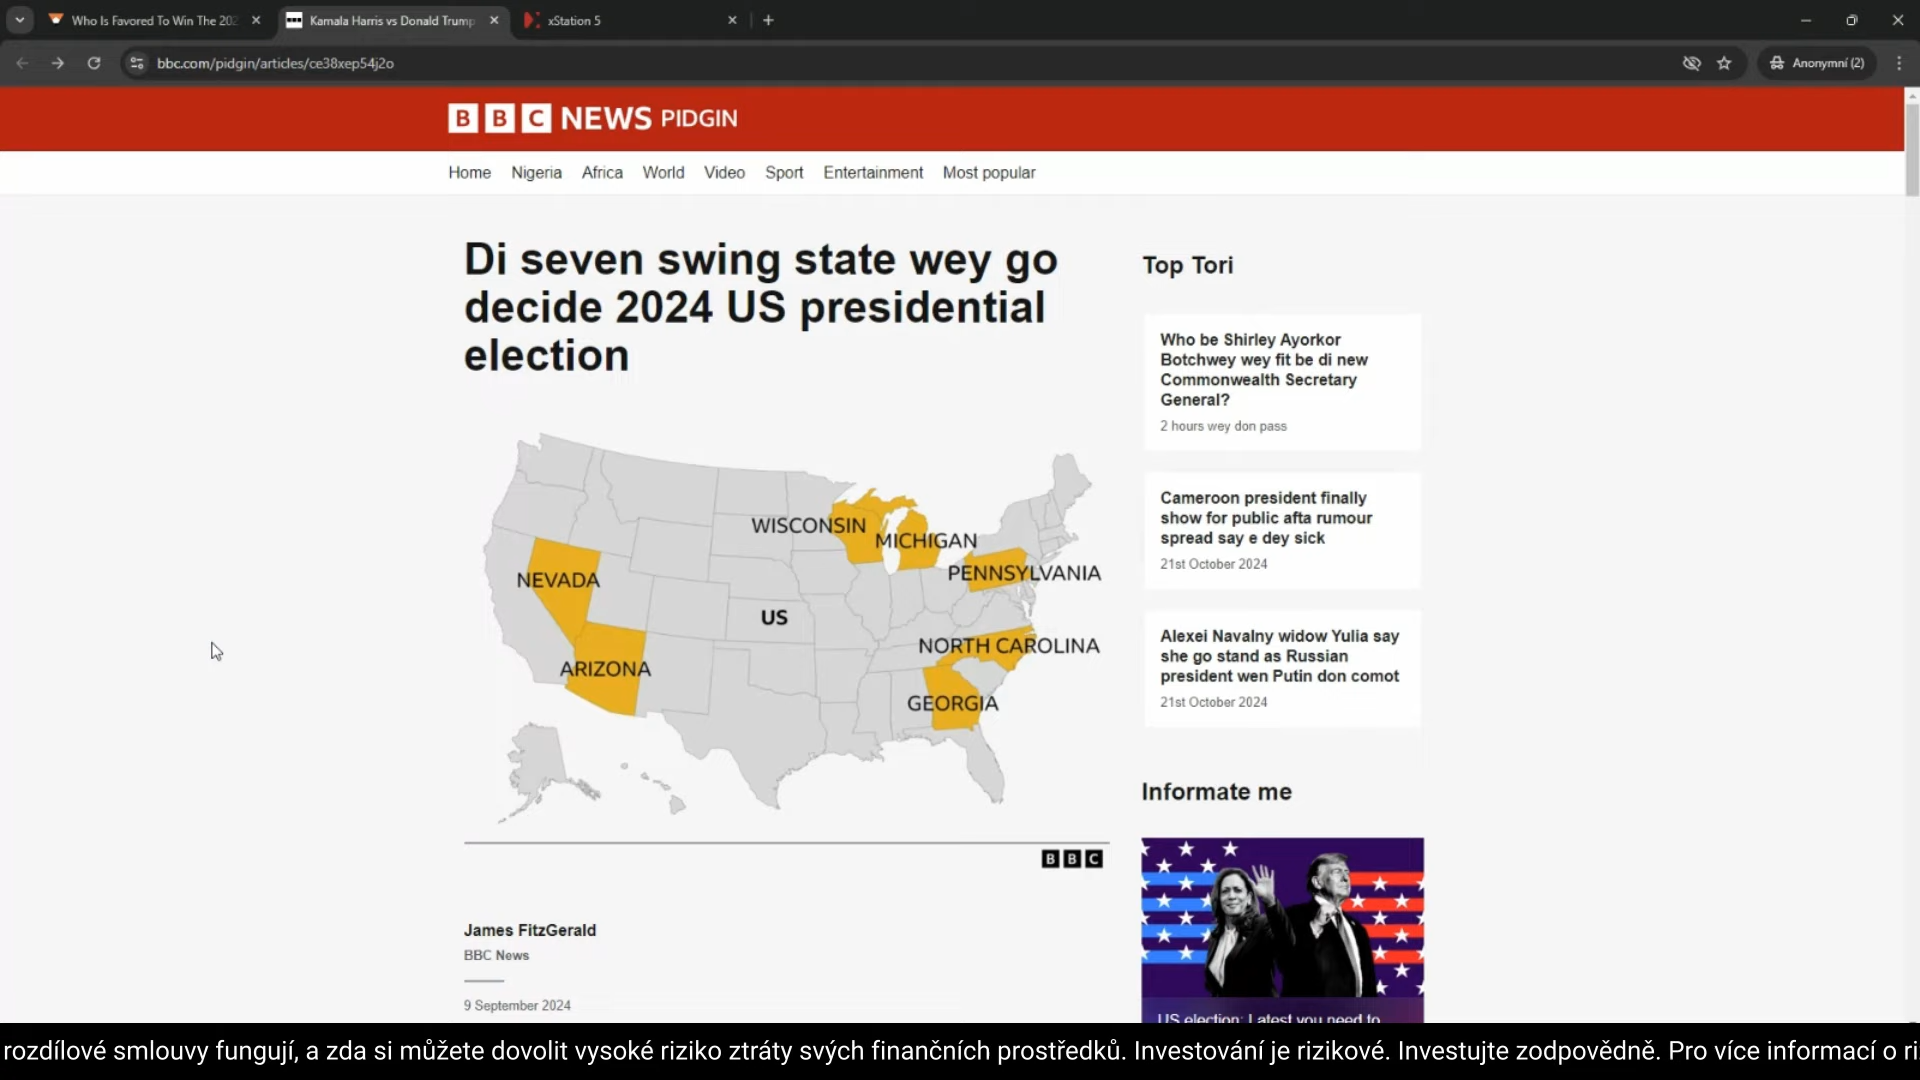 Who Is Favored To Win The 202
Kamala Harris vs Donald Trump
xStation 5
bbc.com/pidgin/articles/ce38xep54j2o
Anonymní (2)
BBC NEWS PIDGIN
Home Nigeria Africa World Video Sport Entertainment Most popular
Di seven swing state wey go
decide 2024 US presidential
election
WISCONSIN
MICHIGAN
PENNSYLVANIA
NEVADA
US
NORTH CAROLINA
ARIZONA
GEORGIA
BBC
James FitzGerald
BBC News
9 September 2024
Top Tori
Who be Shirley Ayorkor
Botchwey wey fit be di new
Commonwealth Secretary
General?
2 hours wey don pass
Cameroon president finally
show for public afta rumour
spread say e dey sick
21st October 2024
Alexei Navalny widow Yulia say
she go stand as Russian
president wen Putin don comot
21st October 2024
Informate me
US election: Latest you need to
rozdílové smlouvy fungují, a zda si můžete dovolit vysoké riziko ztráty svých finančních prostředků. Investování je rizikové. Investujte zodpovědně. Pro více informací o ri